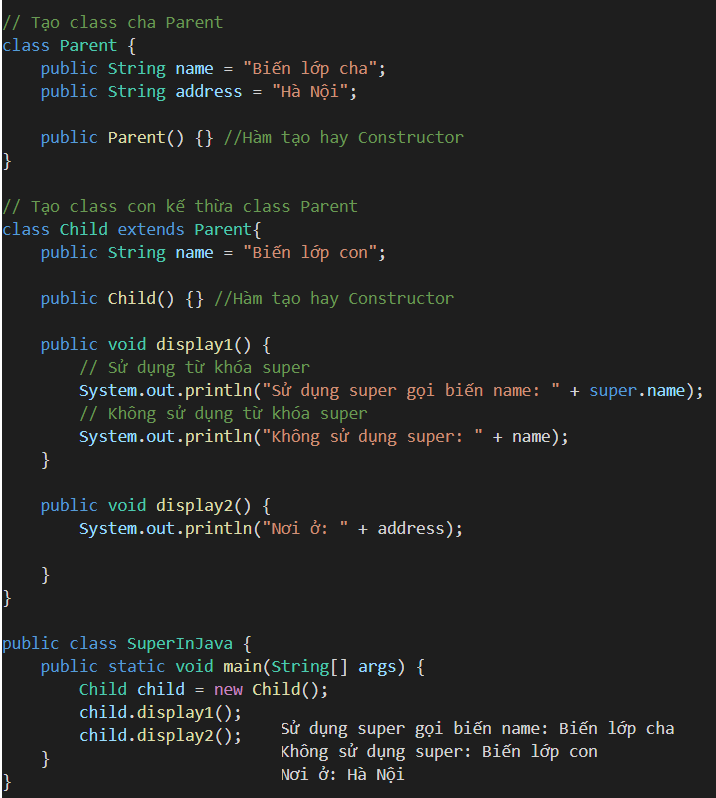 // Tạo class cha Parent
class Parent {
    public String name = "Biến lớp cha";
    public String address = "Hà Nội";
    public Parent() {} //Hàm tạo hay Constructor
}
// Tạo class con kế thừa class Parent
class Child extends Parent{
    public String name = "Biến lớp con";
    public Child() {} //Hàm tạo hay Constructor
    public void display1() {
        // Sử dụng từ khóa super
        System.out.println("Sử dụng super gọi biến name: " + super.name);
        // Không sử dụng từ khóa super
        System.out.println("Không sử dụng super: " + name);
    }
    public void display2() {
        System.out.println("Nơi ở: " + address);
    }
}
public class SuperInJava {
    public static void main(String[] args) {
        Child child = new Child();
        child.display1();
        child.display2();
    }
}
Sử dụng super gọi biến name: Biến lớp cha
Không sử dụng super: Biến lớp con
Nơi ở: Hà Nội